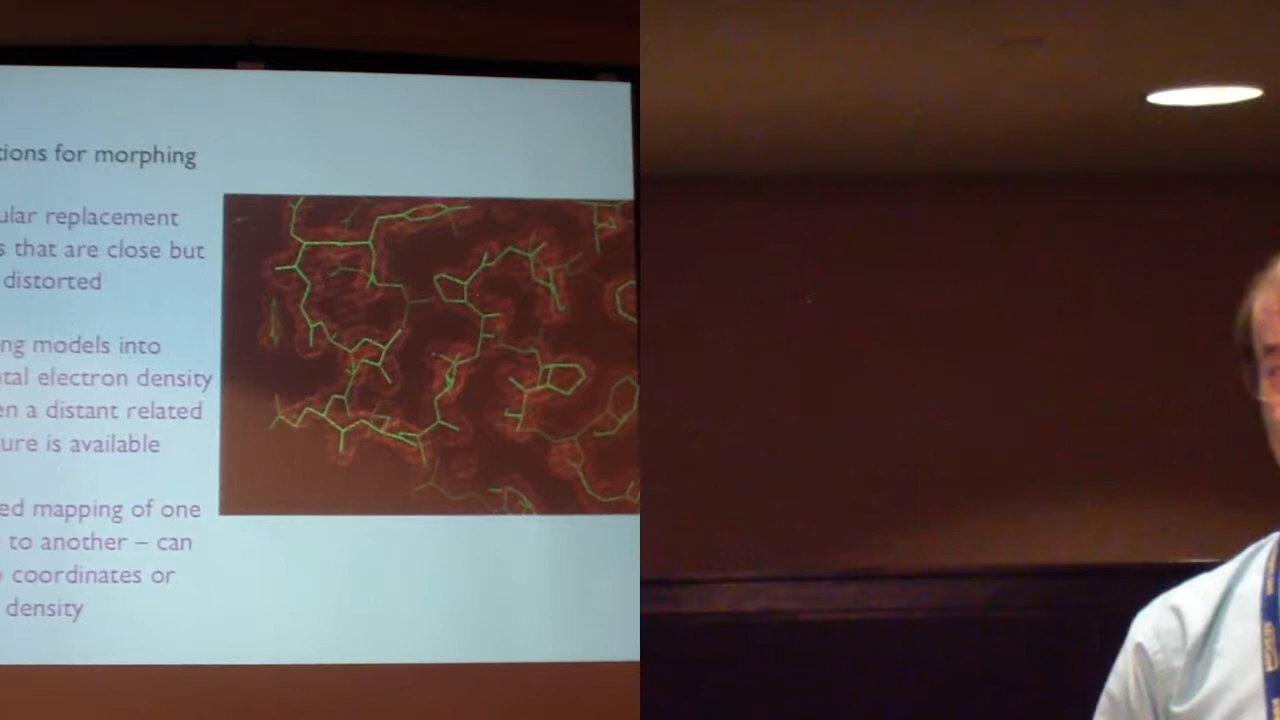 tions for morphing
ular replacement
s that are close but
distorted
ng models into
tal electron density
en a distant related
ure is available
ed mapping of one
to another – can
coordinates or
density